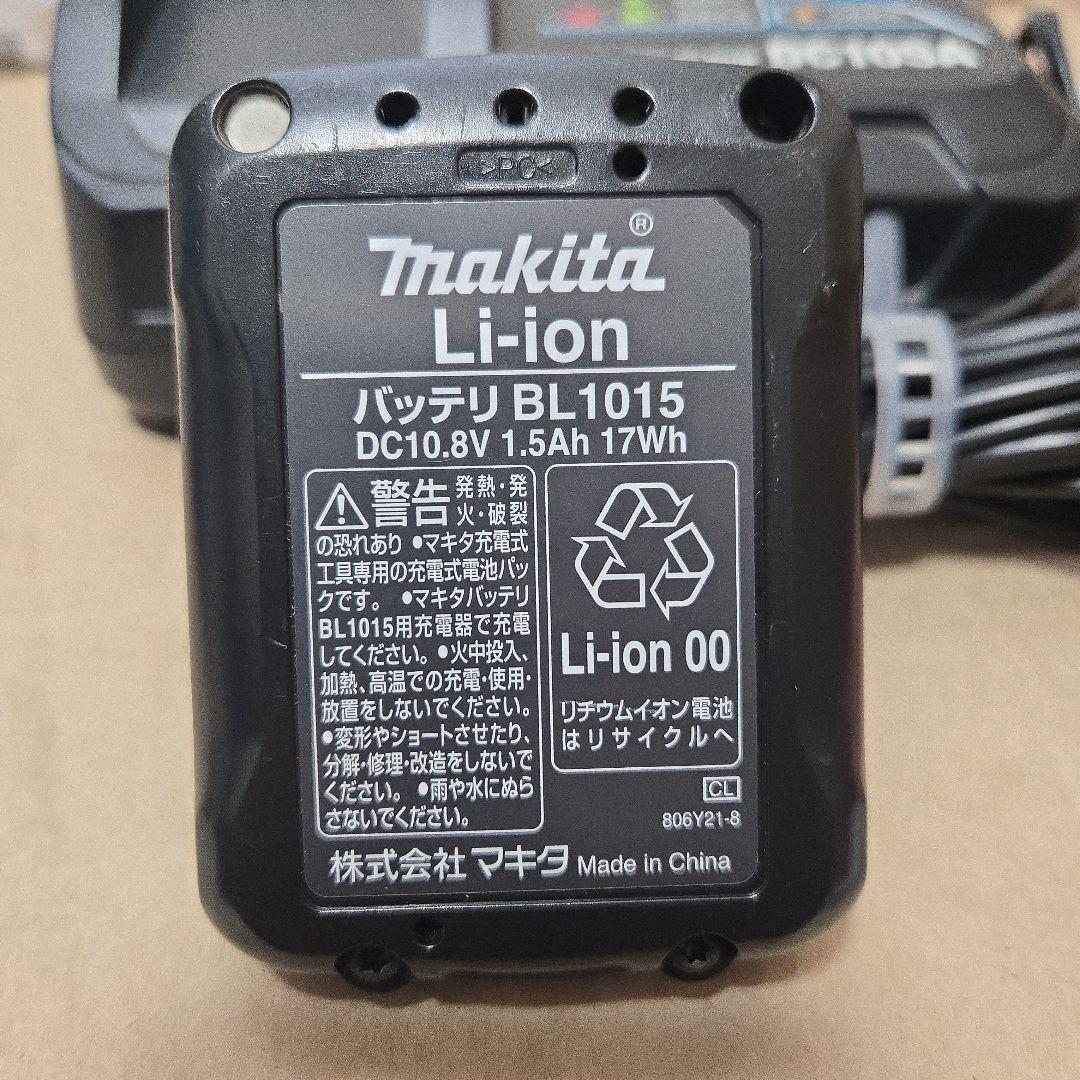 DC10SA
>PC<
makita®
Li-ion
バッテリ BL1015
DC10.8V 1.5Ah 17Wh
警告 発熱・発
火・破裂
の恐れあり ●マキタ充電式
工具専用の充電式電池パッ
クです。 ●マキタバッテリ
BL1015用充電器で充電
してください。●火中投入、
加熱、高温での充電・使用・
放置をしないでください。
●変形やショートさせたり、
分解・修理・改造をしないで
ください。 ●雨や水にぬら
さないでください。
Li-ion 00
リチウムイオン電池
はリサイクルへ
CL
806Y21-8
株式会社 マキタ Made in China